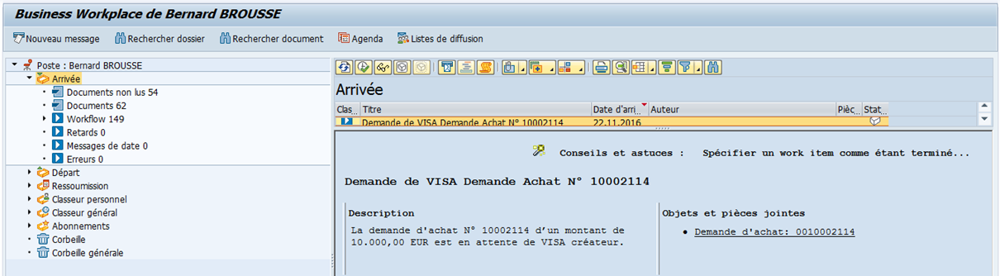 Business Workplace de Bernard BROUSSE
Nouveau message Rechercher dossier Rechercher document Agenda Listes de diffusion
Poste : Bernard BROUSSE
Arrivée
Documents non lus 54
Documents 62
Workflow 149
Retards 0
Messages de date 0
Erreurs 0
Départ
Ressoumission
Classeur personnel
Classeur général
Abonnements
Corbeille
Corbeille générale
Arrivée
Clas... Titre Date d'arri... Auteur Pièc... Stat...
Demande de VISA Demande Achat N° 10002114 22.11.2016
Conseils et astuces : Spécifier un work item comme étant terminé...
Demande de VISA Demande Achat N° 10002114
Description
La demande d'achat N° 10002114 d'un montant de
10.000,00 EUR est en attente de VISA créateur.
Objets et pièces jointes
• Demande d'achat: 0010002114